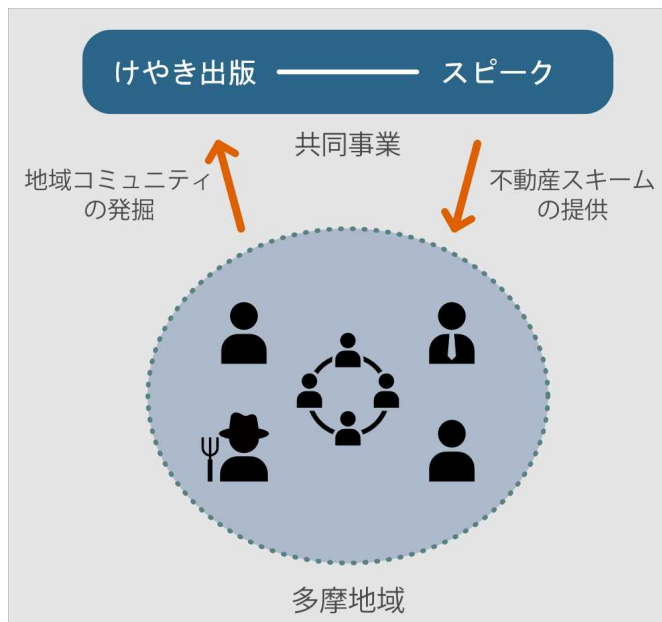 けやき出版
スピーク
共同事業
地域コミュニティ
の発掘
不動産スキーム
の提供
多摩地域